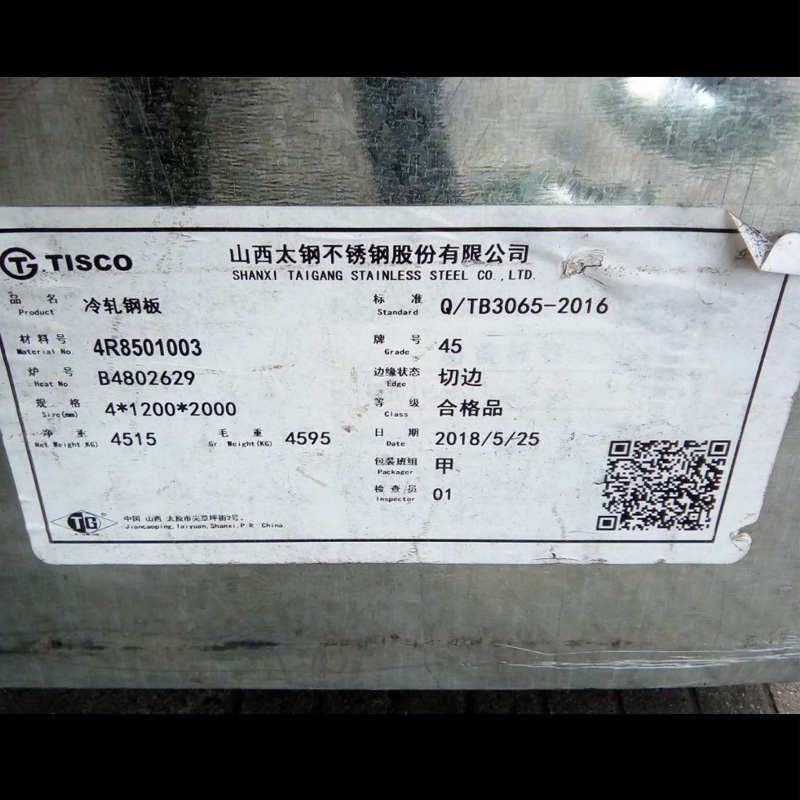 TISCO
山西太钢不锈钢股份有限公司
SHANXI TAIGANG STAINLESS STEEL CO.,LTD.
品名 Product 冷轧钢板
标准 Standard Q/TB3065-2016
材料号 Material No. 4R8501003
牌号 Grade 45
炉号 Heat No B4802629
边缘状态 Edge 切边
规格 Size(mm) 4*1200*2000
等级 Class 合格品
净重 Net Weight(KG) 4515
毛重 Gr. Weight(KG) 4595
日期 Date 2018/5/25
包装班组 Packager 甲
检查员 Inspector 01
TG
中国 山西 太原市尖草坪街2号.
Jiancaoping,Taiyuan,Shanxi,P.R.China